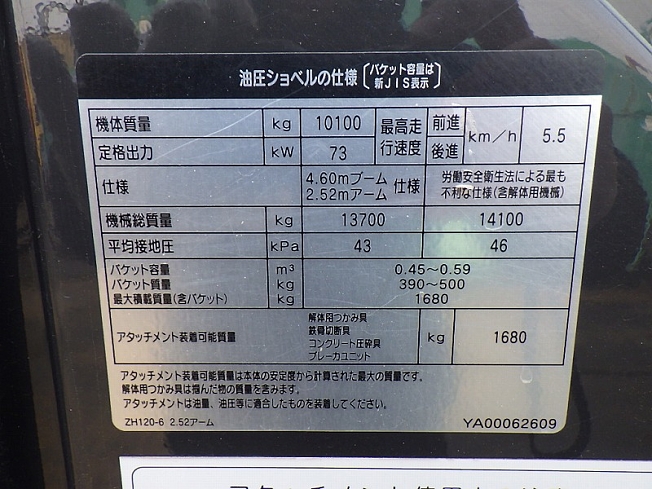 油圧ショベルの仕様 (バケット容量は 新JIS表示)
機体質量 kg 10100 最高走行速度 前進 後進 km/h 5.5
定格出力 kW 73
仕様 4.60mブーム 2.52mアーム 仕様 労働安全衛生法による最も不利な仕様(含解体用機械)
機械総質量 kg 13700 14100
平均接地圧 kPa 43 46
バケット容量 m³ 0.45～0.59
バケット質量 kg 390～500
最大積載質量(含バケット) kg 1680
アタッチメント装着可能質量 解体用つかみ具 鉄骨切断具 コンクリート圧砕具 ブレーカユニット kg 1680
アタッチメント装着可能質量は本体の安定度から計算された最大の質量です。
解体用つかみ具は掴んだ物の質量を含みます。
アタッチメントは油量、油圧等に適合したものを装着してください。
ZH120-6 2.52アーム YA00062609